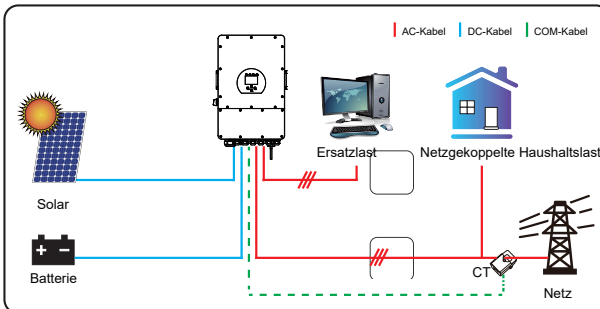 AC-Kabel DC-Kabel COM-Kabel
Ersatzlast Netzgekoppelte Haushaltslast
Solar
Batterie
CT
Netz